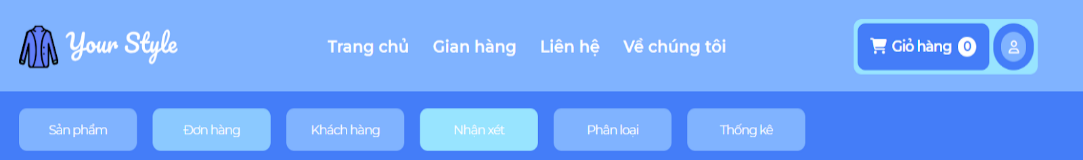 Your Style
Trang chủ Gian hàng Liên hệ Về chúng tôi
Giỏ hàng 0
Sản phẩm Đơn hàng Khách hàng Nhận xét Phân loại Thống kê